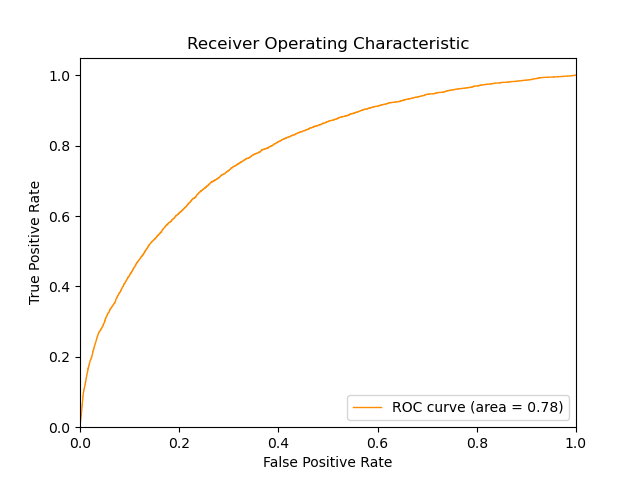 Receiver Operating Characteristic
1.0
0.8
0.6
0.4
0.2
0.0
True Positive Rate
ROC curve (area = 0.78)
0.0 0.2 0.4 0.6 0.8 1.0
False Positive Rate